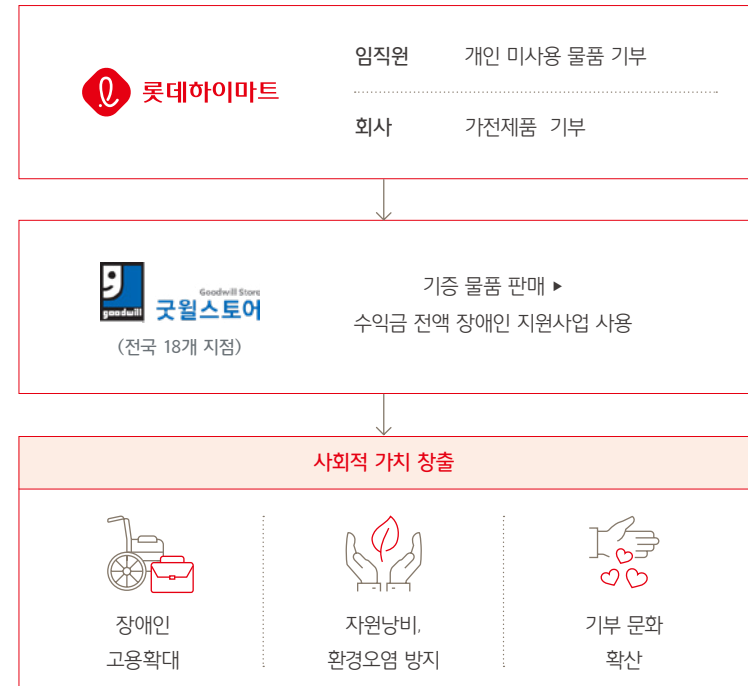 롯데하이마트
임직원 개인 미사용 물품 기부
회사 가전제품 기부
goodwill
Goodwill Store
굿윌스토어
(전국 18개 지점)
기증 물품 판매 ▶
수익금 전액 장애인 지원사업 사용
사회적 가치 창출
장애인
고용확대
자원낭비,
환경오염 방지
기부 문화
확산